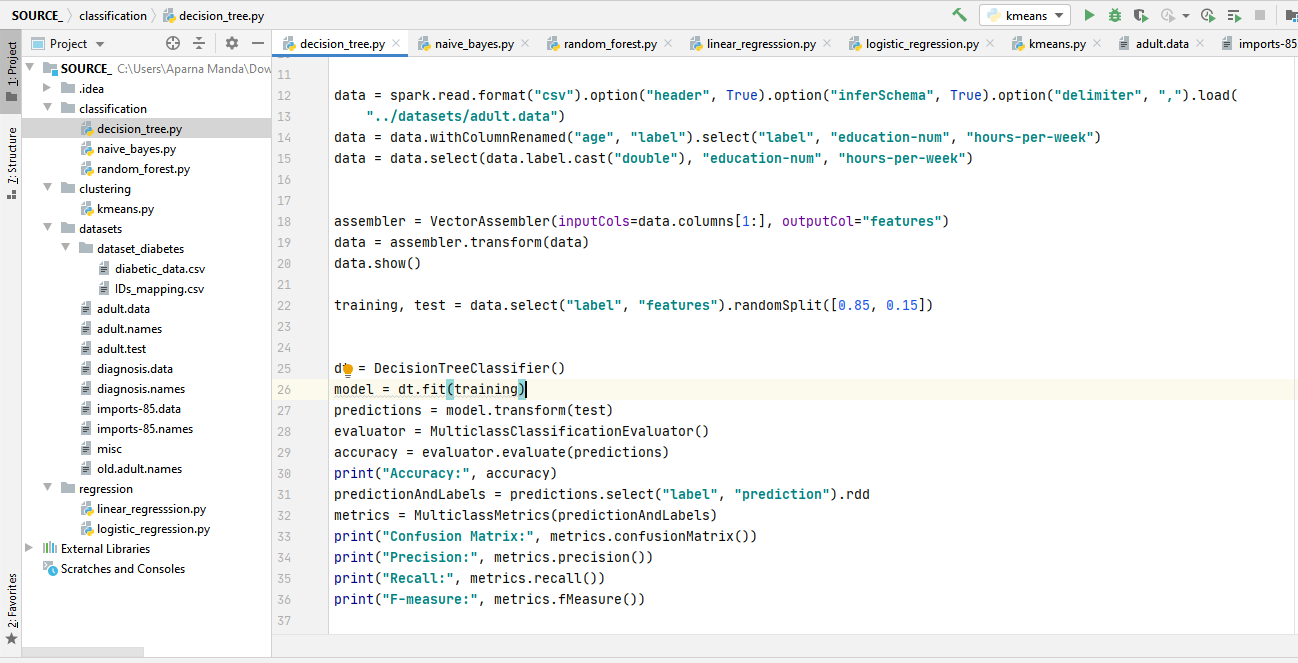 SOURCE_ classification decision_tree.py
kmeans
Project
decision_tree.py naive_bayes.py random_forest.py linear_regresssion.py logistic_regression.py kmeans.py adult.data imports-85
1: Project
7: Structure
2: Favorites
SOURCE_ C:\Users\Aparna Manda\Dow
.idea
classification
decision_tree.py
naive_bayes.py
random_forest.py
clustering
kmeans.py
datasets
dataset_diabetes
diabetic_data.csv
IDs_mapping.csv
adult.data
adult.names
adult.test
diagnosis.data
diagnosis.names
imports-85.data
imports-85.names
misc
old.adult.names
regression
linear_regresssion.py
logistic_regression.py
External Libraries
Scratches and Consoles
11
12 data = spark.read.format("csv").option("header", True).option("inferSchema", True).option("delimiter", ",").load(
13 "../datasets/adult.data")
14 data = data.withColumnRenamed("age", "label").select("label", "education-num", "hours-per-week")
15 data = data.select(data.label.cast("double"), "education-num", "hours-per-week")
16
17
18 assembler = VectorAssembler(inputCols=data.columns[1:], outputCol="features")
19 data = assembler.transform(data)
20 data.show()
21
22 training, test = data.select("label", "features").randomSplit([0.85, 0.15])
23
24
25 dt = DecisionTreeClassifier()
26 model = dt.fit(training)
27 predictions = model.transform(test)
28 evaluator = MulticlassClassificationEvaluator()
29 accuracy = evaluator.evaluate(predictions)
30 print("Accuracy:", accuracy)
31 predictionAndLabels = predictions.select("label", "prediction").rdd
32 metrics = MulticlassMetrics(predictionAndLabels)
33 print("Confusion Matrix:", metrics.confusionMatrix())
34 print("Precision:", metrics.precision())
35 print("Recall:", metrics.recall())
36 print("F-measure:", metrics.fMeasure())
37